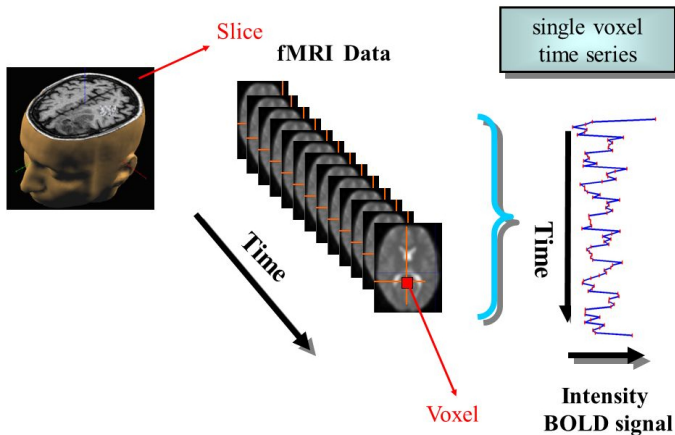 Slice
fMRI Data
single voxel
time series
Time
Time
Voxel
Intensity
BOLD signal